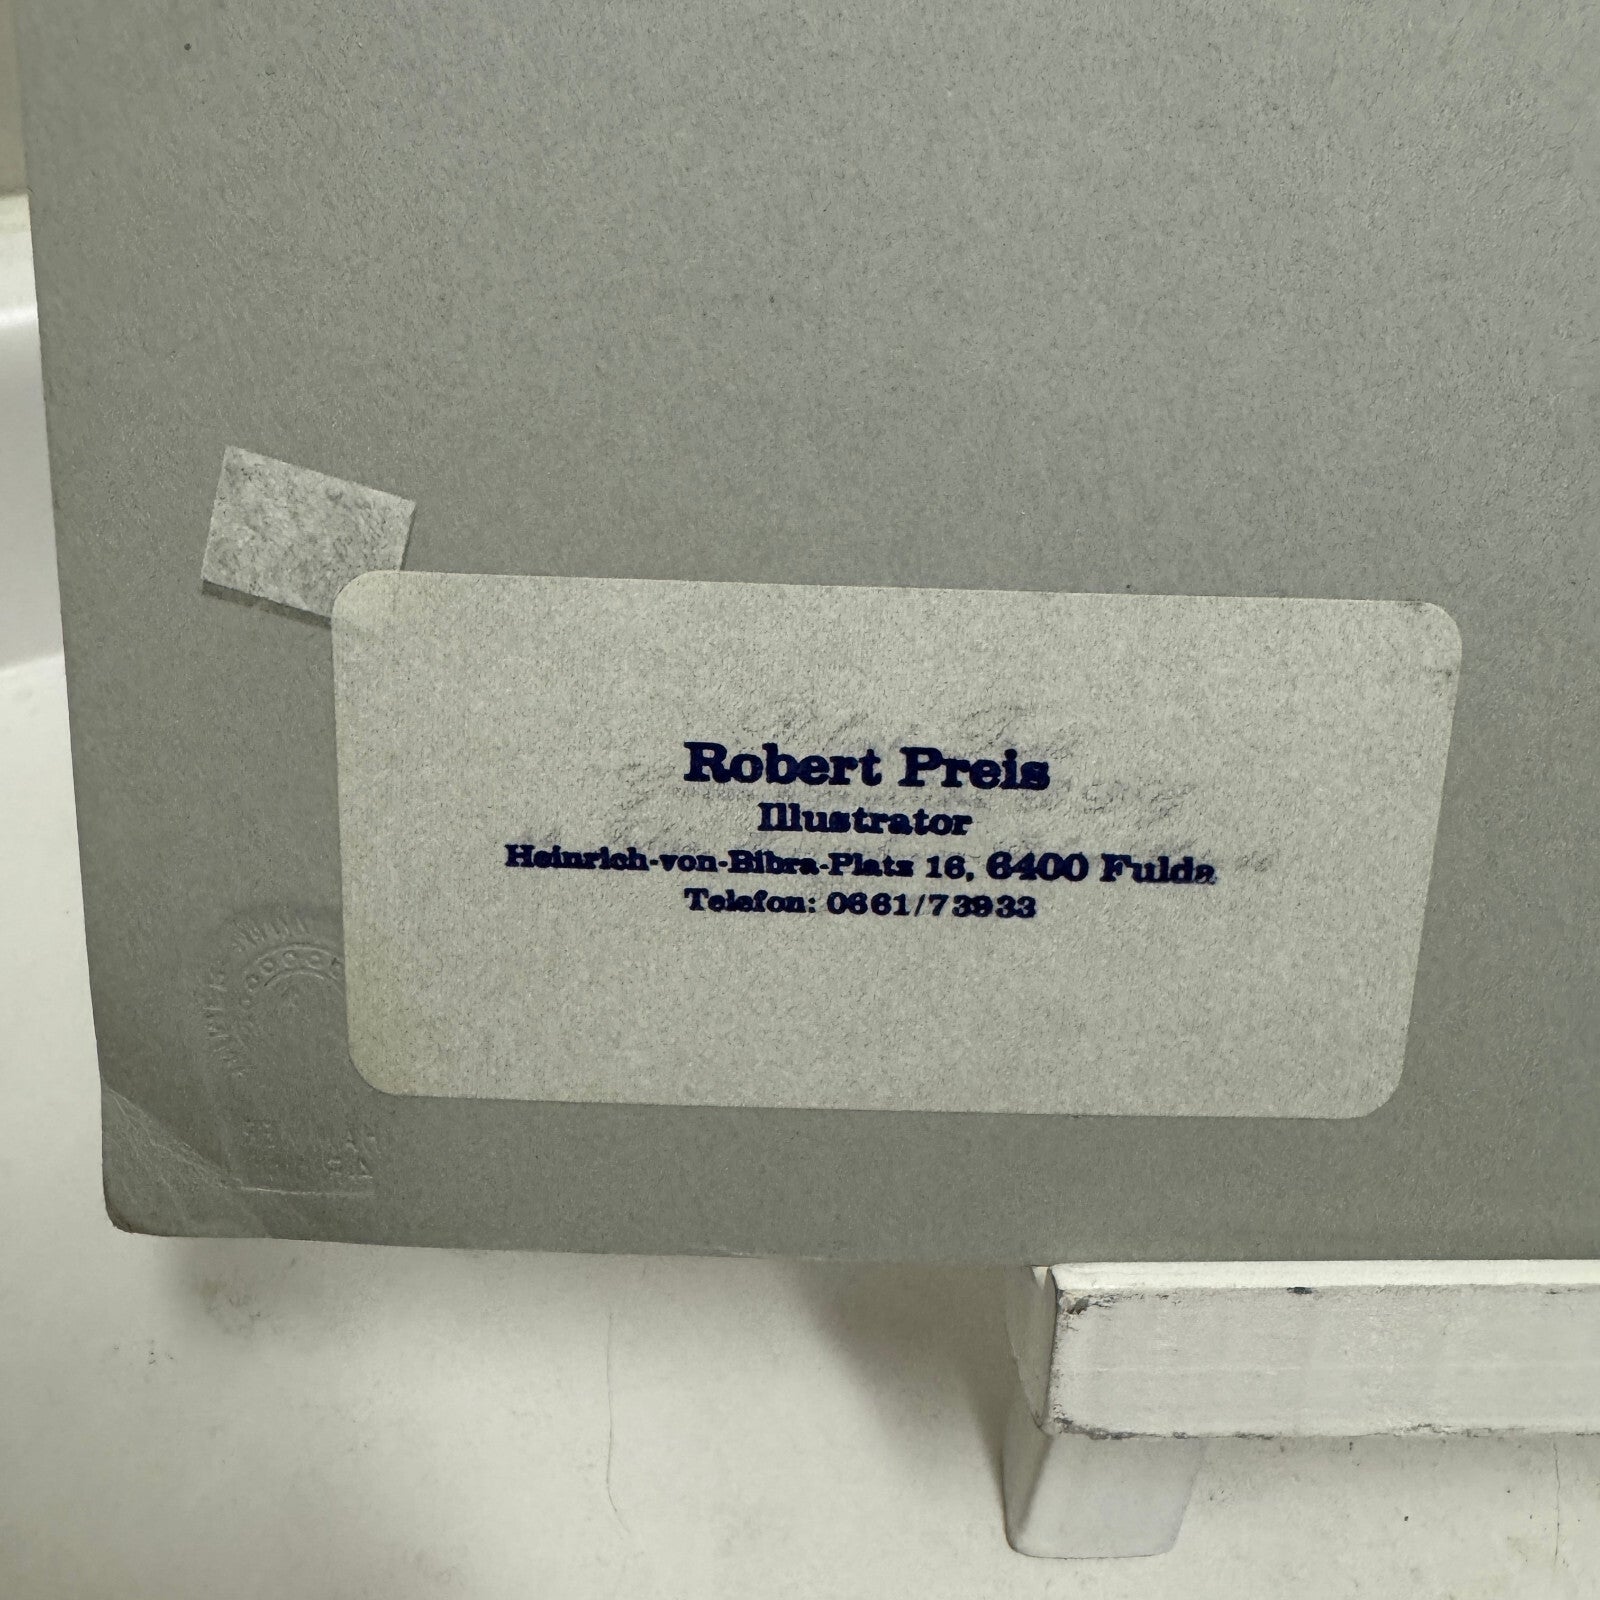 Robert Preis
Illustrator
Heinrich-von-Bibra-Platz 16, 6400 Fulda
Telefon: 0661/73933